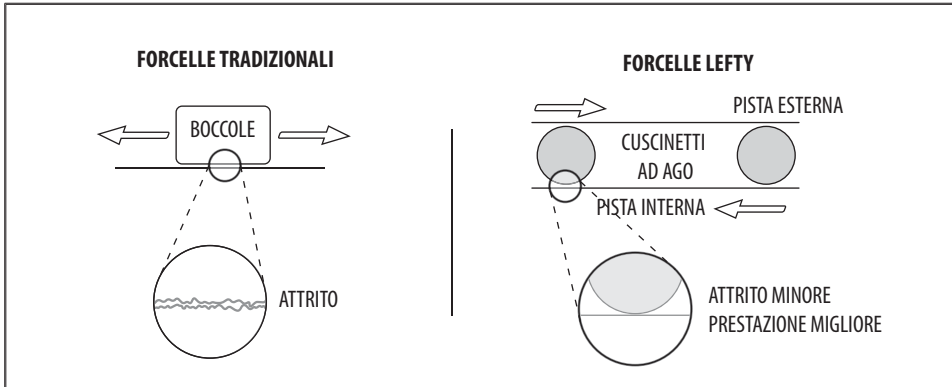 FORCELLE TRADIZIONALI
BOCCOLE
ATTRITO
FORCELLE LEFTY
PISTA ESTERNA
CUSCINETTI
AD AGO
PISTA INTERNA
ATTRITO MINORE
PRESTAZIONE MIGLIORE